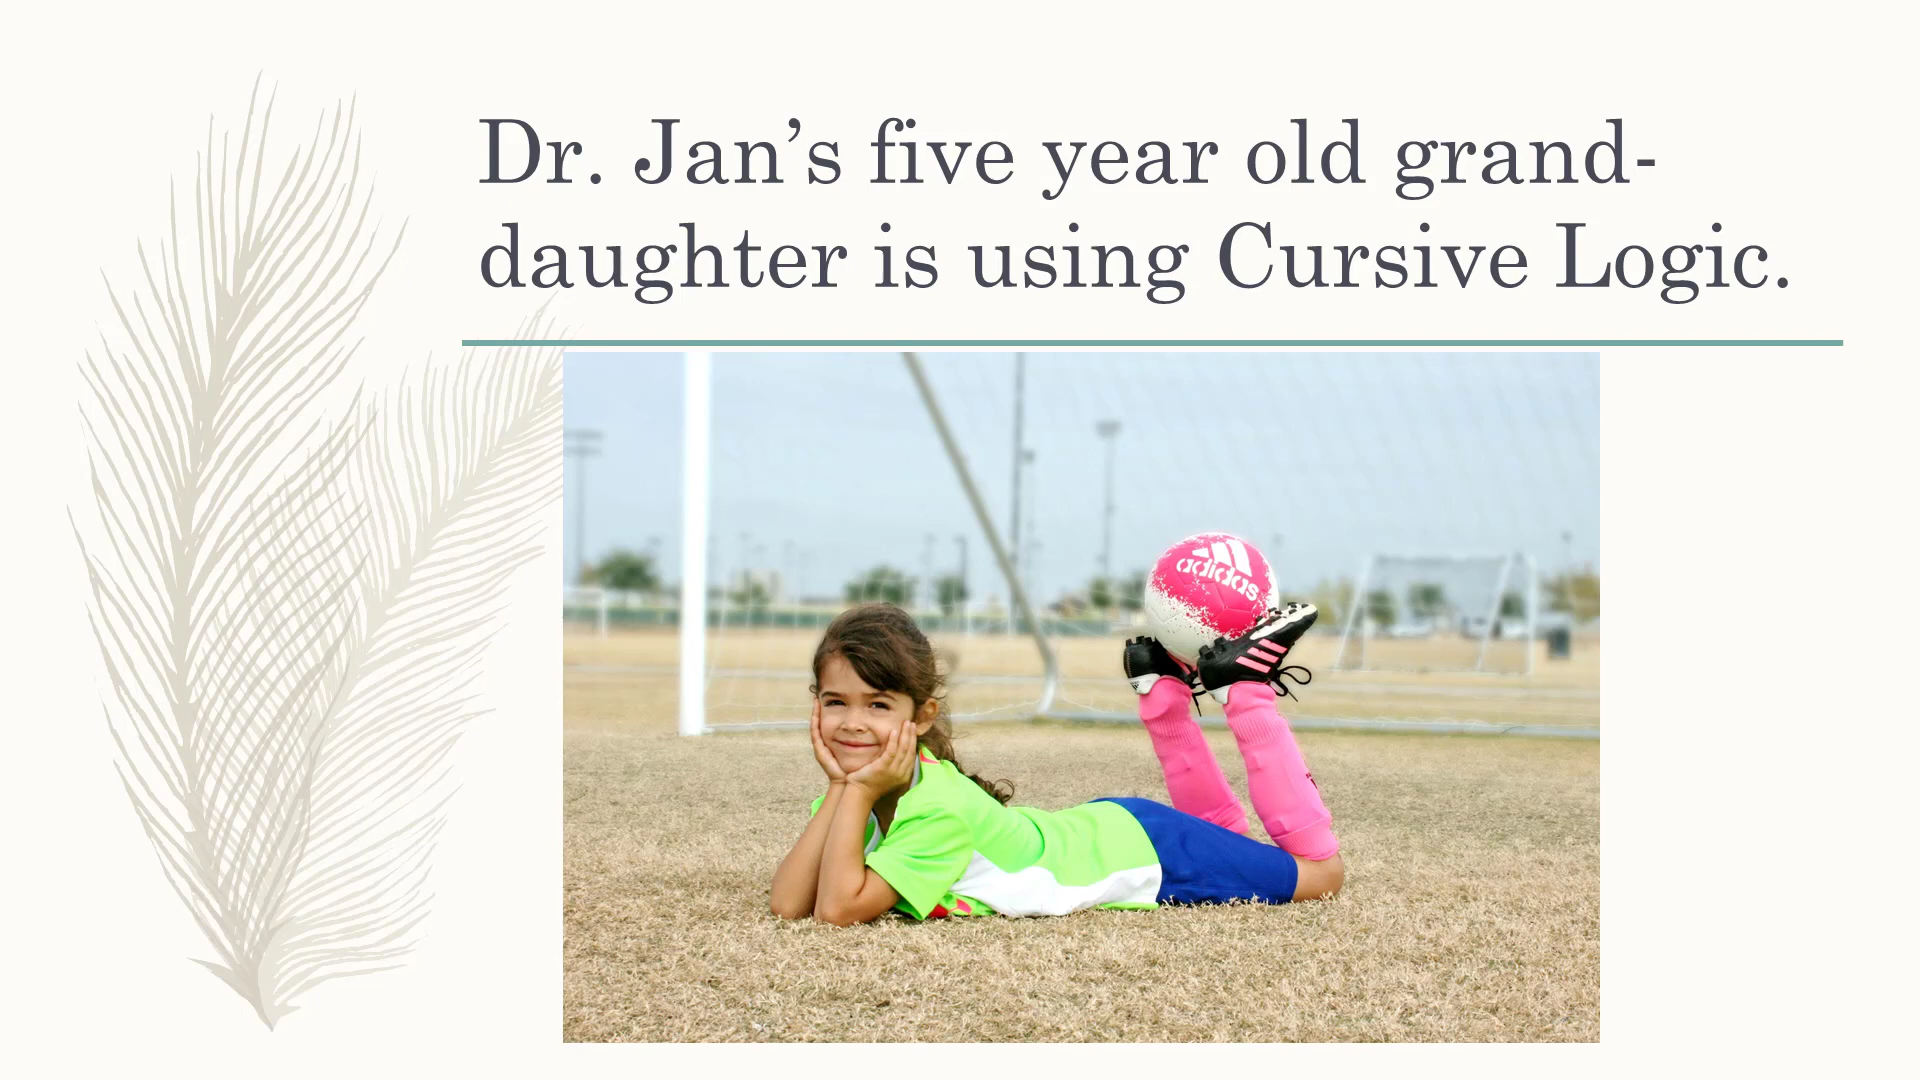 Dr. Jan’s five year old grand-
daughter is using Cursive Logic.
adidas